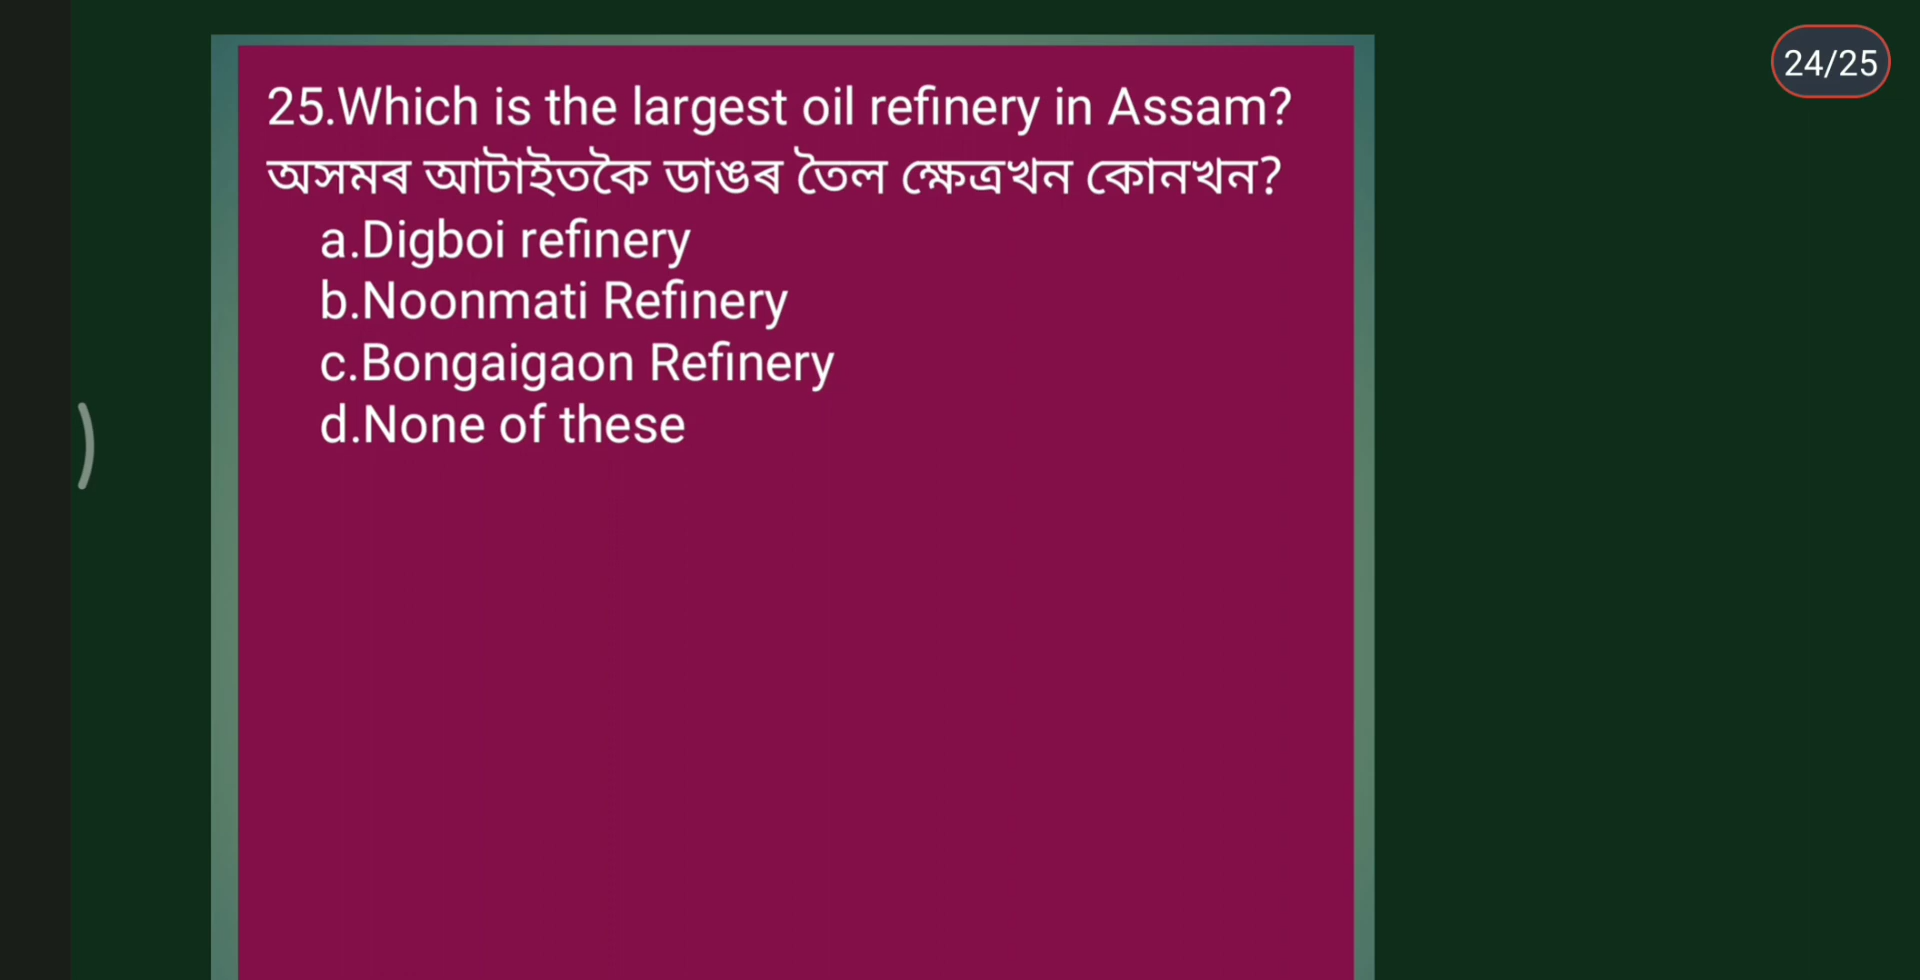 24/25
25.Which is the largest oil refinery in Assam?
অসমৰ আটাইতকৈ ডাঙৰ তৈল ক্ষেত্ৰখন কোনখন?
a.Digboi refinery
b.Noonmati Refinery
c.Bongaigaon Refinery
d.None of these